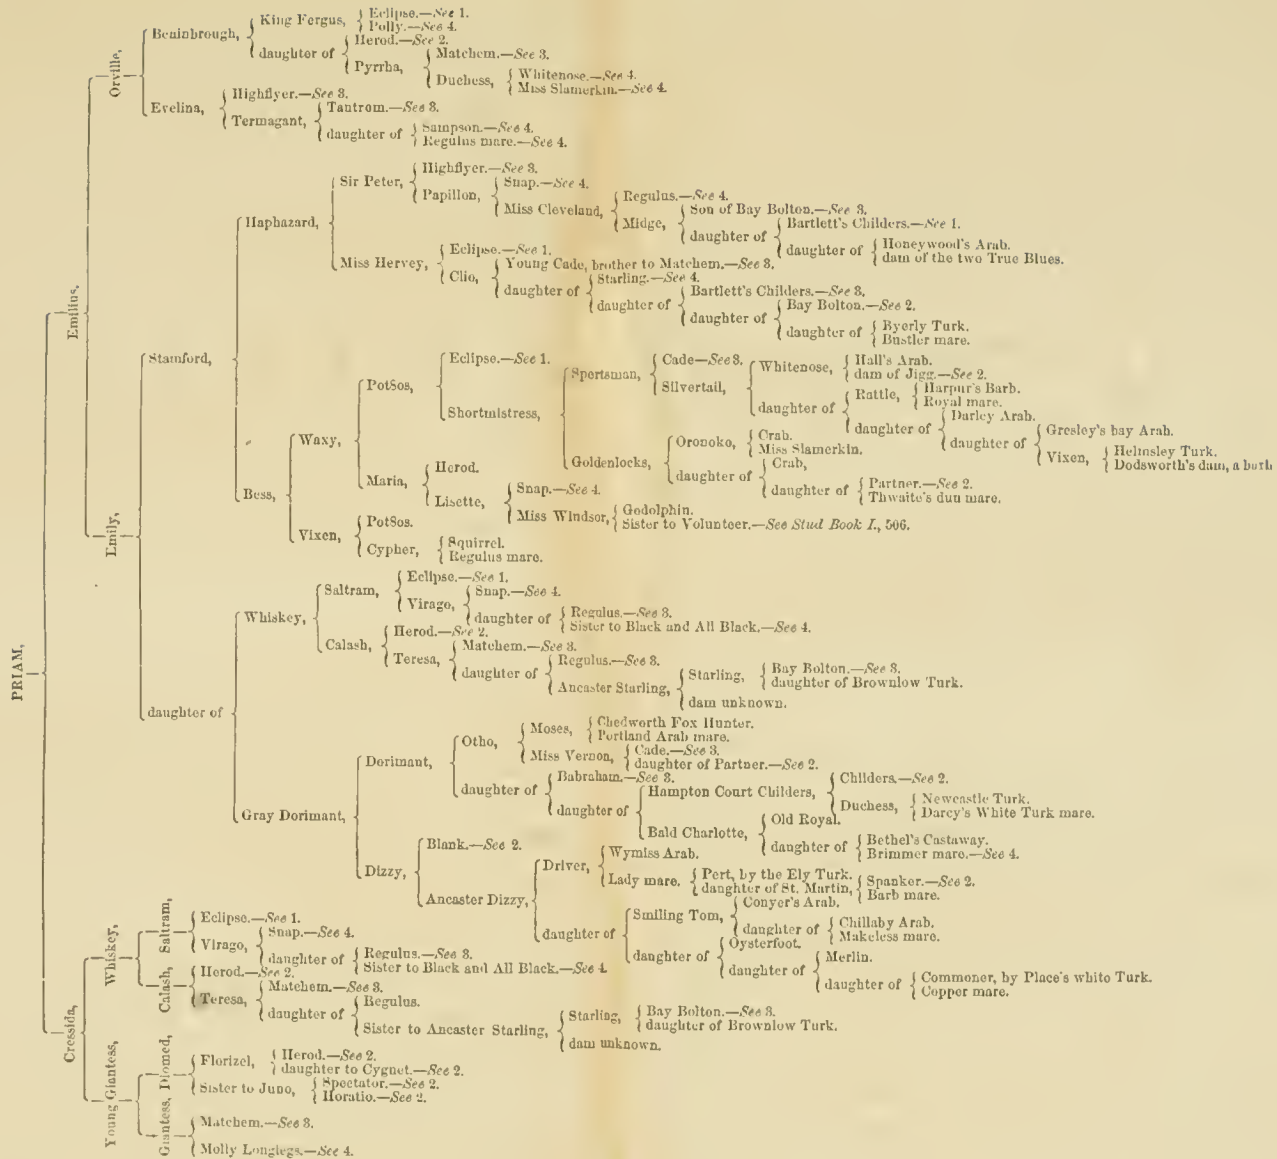 Eclipse.—See 1.
King Fergus,
Polly.—See 4.
Beninbrough,
Herod.—See 2.
daughter of
Matchem.—See 3.
Pyrrha,
Whitenose.—See 4.
Duchess,
Miss Slamerkin.—See 4.
Orville,
Highflyer.—See 3.
Evelina,
Tantrom.—See 3.
Termagant,
Sampson.—See 4.
daughter of
Regulus mare.—See 4.
Highflyer.—See 3.
Sir Peter,
Snap.—See 4.
Papillon,
Regulus.—See 4.
Miss Cleveland,
Son of Bay Bolton.—See 3.
Midge,
Bartlett's Childers.—See 1.
daughter of
Honeywood's Arab.
daughter of
dam of the two True Blues.
Haphazard,
Eclipse.—See 1.
Miss Hervey,
Young Cade, brother to Matchem.—See 3.
Clio,
Starling.—See 4.
daughter of
Bartlett's Childers.—See 3.
daughter of
Bay Bolton.—See 2.
daughter of
Byerly Turk.
daughter of
Bustler mare.
Emilius,
Stamford,
Eclipse.—See 1.
Pot8os,
Cade—See 3.
Sportsman,
Hall's Arab.
Whitenose,
dam of Jigg.—See 2.
Silvertail,
Harpur's Barb.
Rattle,
Royal mare.
daughter of
Darley Arab.
daughter of
Gresley's bay Arab.
daughter of
Helmsley Turk.
Vixen,
Dodsworth's dam, a barb
Shortmistress,
Crab.
Oronoko,
Miss Slamerkin.
Goldenlocks,
Crab,
daughter of
Partner.—See 2.
daughter of
Thwaite's dun mare.
Waxy,
Herod.
Maria,
Snap.—See 4.
Lisette,
Godolphin.
Miss Windsor,
Sister to Volunteer.—See Stud Book I., 506.
Bess,
Pot8os.
Vixen,
Squirrel.
Cypher,
Regulus mare.
Emily,
Eclipse.—See 1.
Saltram,
Snap.—See 4.
Virago,
Regulus.—See 3.
daughter of
Sister to Black and All Black.—See 4.
Whiskey,
Herod.—See 2.
Calash,
Matchem.—See 3.
Teresa,
Regulus.—See 3.
daughter of
Bay Bolton.—See 3.
Starling,
daughter of Brownlow Turk.
Ancaster Starling,
dam unknown.
PRIAM,
daughter of
Chedworth Fox Hunter.
Moses,
Portland Arab mare.
Otho,
Cade.—See 3.
Miss Vernon,
daughter of Partner.—See 2.
Dorimant,
Babraham.—See 3.
daughter of
Childers.—See 2.
Hampton Court Childers,
Newcastle Turk.
Duchess,
Darcy's White Turk mare.
daughter of
Old Royal.
Bald Charlotte,
Bethel's Castaway.
daughter of
Brimmer mare.—See 4.
Gray Dorimant,
Blank.—See 2.
Dizzy,
Wymiss Arab.
Driver,
Pert, by the Ely Turk.
Lady mare.
Spanker.—See 2.
daughter of St. Martin,
Barb mare.
Ancaster Dizzy,
Conyer's Arab.
Smiling Tom,
Chillaby Arab.
daughter of
Makeless mare.
daughter of
Oysterfoot.
daughter of
Merlin.
daughter of
Commoner, by Place's white Turk.
daughter of
Copper mare.
Eclipse.—See 1.
Saltram,
Snap.—See 4.
Virago,
Regulus.—See 3.
daughter of
Sister to Black and All Black.—See 4.
Whiskey,
Herod.—See 2.
Calash,
Matchem.—See 3.
Teresa,
Regulus.
daughter of
Bay Bolton.—See 3.
Starling,
daughter of Brownlow Turk.
Sister to Ancaster Starling,
dam unknown.
Cressida,
Herod.—See 2.
Florizel,
daughter to Cygnet.—See 2.
Diomed,
Spectator.—See 2.
Sister to Juno,
Horatio.—See 2.
Young Giantess,
Matchem.—See 3.
Giantess,
Molly Longlegs.—See 4.